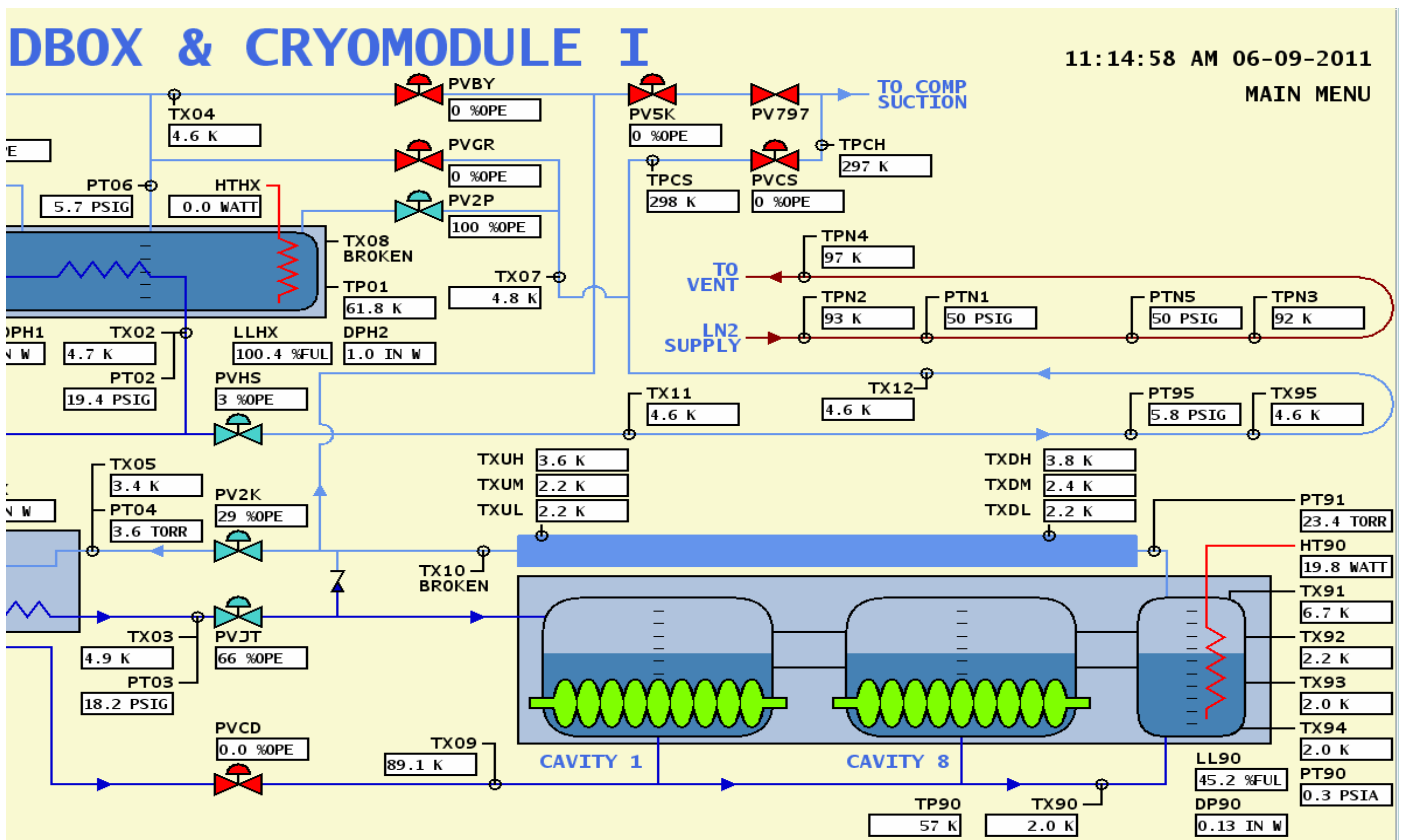 DBOX & CRYOMODULE I
11:14:58 AM 06-09-2011
MAIN MENU
PVBY
0 %OPE
TX04
4.6 K
PV5K
0 %OPE
PV797
TO COMP
SUCTION
PVGR
0 %OPE
TPCH
297 K
TPCS
298 K
PVCS
0 %OPE
PT06
5.7 PSIG
HTHX
0.0 WATT
PV2P
100 %OPE
TX08
BROKEN
TP01
61.8 K
TX07
4.8 K
TPN4
97 K
TO
VENT
TPN2
93 K
PTN1
50 PSIG
PTN5
50 PSIG
TPN3
92 K
LN2
SUPPLY
DPH1
N W
TX02
4.7 K
LLHX
100.4 %FUL
DPH2
1.0 IN W
PT02
19.4 PSIG
PVHS
3 %OPE
TX11
4.6 K
TX12
4.6 K
PT95
5.8 PSIG
TX95
4.6 K
TX05
3.4 K
PT04
3.6 TORR
N W
PV2K
29 %OPE
TXUH 3.6 K
TXUM 2.2 K
TXUL 2.2 K
TXDH 3.8 K
TXDM 2.4 K
TXDL 2.2 K
TX10
BROKEN
PT91
23.4 TORR
HT90
19.8 WATT
TX91
6.7 K
TX92
2.2 K
TX93
2.0 K
TX94
2.0 K
PT90
0.3 PSIA
TX03
4.9 K
PVJT
66 %OPE
PT03
18.2 PSIG
PVCD
0.0 %OPE
TX09
89.1 K
CAVITY 1
CAVITY 8
LL90
45.2 %FUL
TP90
57 K
TX90
2.0 K
DP90
0.13 IN W